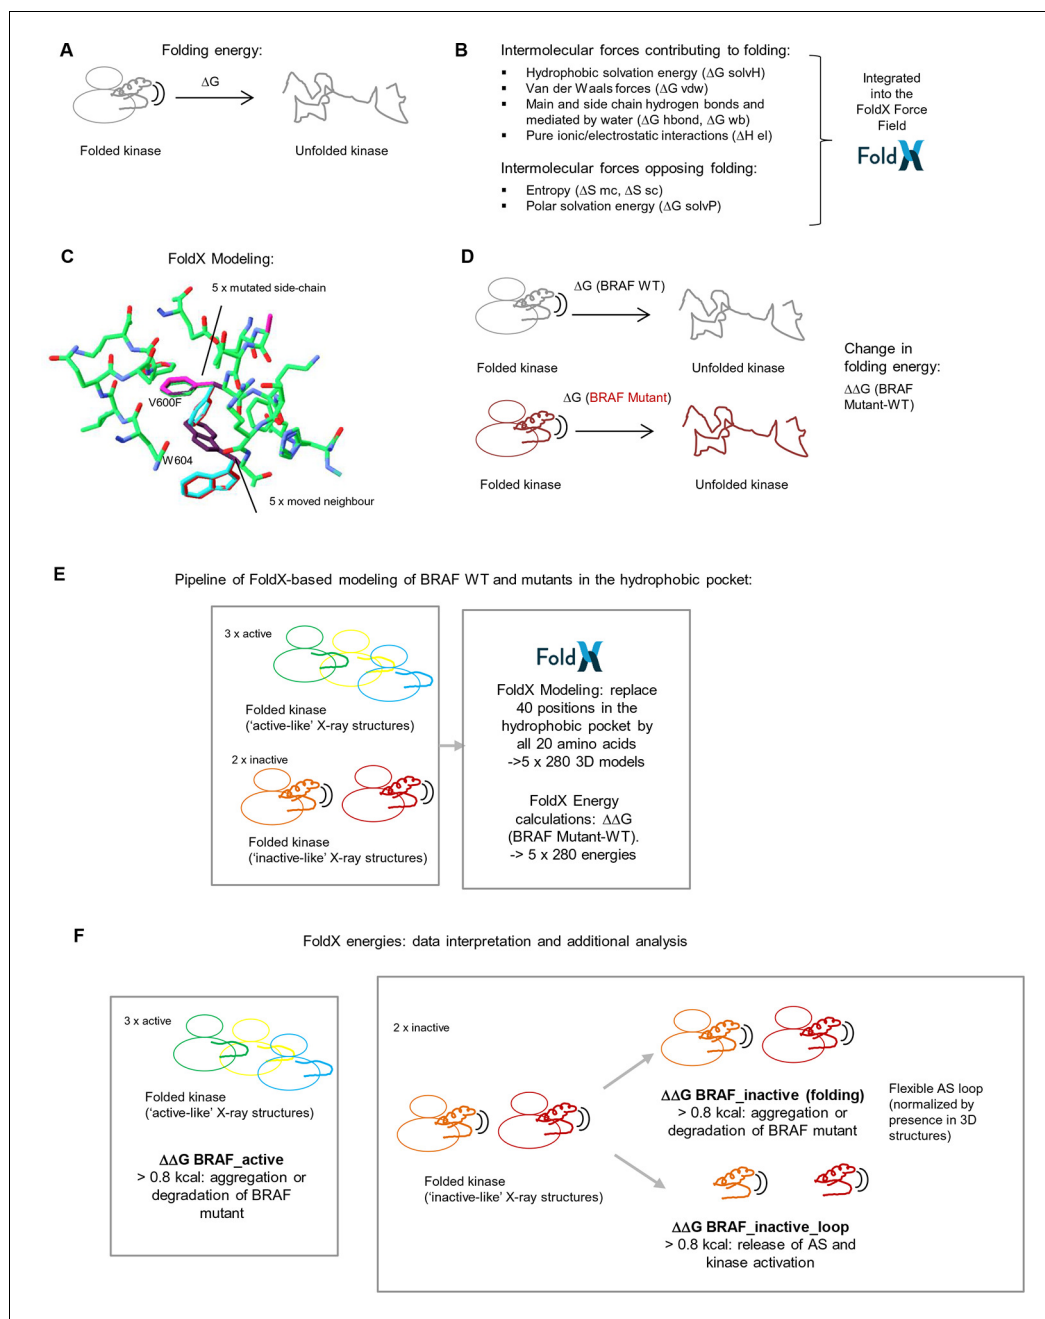 A
Folding energy:
ΔG
Folded kinase
Unfolded kinase
B
Intermolecular forces contributing to folding:
▪ Hydrophobic solvation energy (ΔG solvH)
▪ Van der Waals forces (ΔG vdw)
▪ Main and side chain hydrogen bonds and
mediated by water (ΔG hbond, ΔG wb)
▪ Pure ionic/electrostatic interactions (ΔH el)
Intermolecular forces opposing folding:
▪ Entropy (ΔS mc, ΔS sc)
▪ Polar solvation energy (ΔG solvP)
Integrated
into the
FoldX Force
Field
FoldX
C
FoldX Modeling:
5 x mutated side-chain
V600F
W604
5 x moved neighbour
D
ΔG (BRAF WT)
Folded kinase
Unfolded kinase
ΔG (BRAF Mutant)
Folded kinase
Unfolded kinase
Change in
folding energy:
ΔΔG (BRAF
Mutant-WT)
E
Pipeline of FoldX-based modeling of BRAF WT and mutants in the hydrophobic pocket:
3 x active
Folded kinase
('active-like' X-ray structures)
2 x inactive
Folded kinase
('inactive-like' X-ray structures)
FoldX
FoldX Modeling: replace
40 positions in the
hydrophobic pocket by
all 20 amino acids
->5 x 280 3D models
FoldX Energy
calculations: ΔΔG
(BRAF Mutant-WT).
-> 5 x 280 energies
F
FoldX energies: data interpretation and additional analysis
3 x active
Folded kinase
('active-like' X-ray structures)
ΔΔG BRAF_active
> 0.8 kcal: aggregation or
degradation of BRAF
mutant
2 x inactive
Folded kinase
('inactive-like' X-ray structures)
ΔΔG BRAF_inactive (folding)
> 0.8 kcal: aggregation or
degradation of BRAF mutant
Flexible AS loop
(normalized by
presence in 3D
structures)
ΔΔG BRAF_inactive_loop
> 0.8 kcal: release of AS and
kinase activation